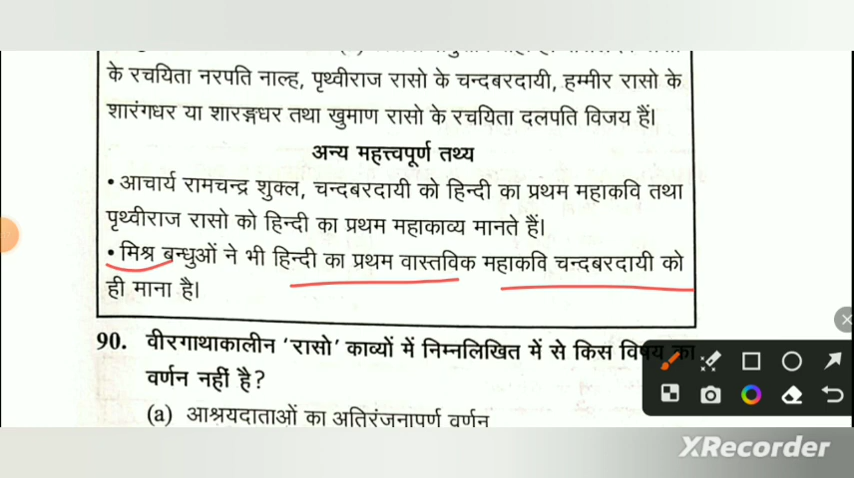 के रचयिता नरपति नाल्ह, पृथ्वीराज रासो के चन्दबरदायी, हम्मीर रासो के
शारंगधर या शारङ्गधर तथा खुमाण रासो के रचयिता दलपति विजय हैं।
अन्य महत्त्वपूर्ण तथ्य
• आचार्य रामचन्द्र शुक्ल, चन्दबरदायी को हिन्दी का प्रथम महाकवि तथा
पृथ्वीराज रासो को हिन्दी का प्रथम महाकाव्य मानते हैं।
• मिश्र बन्धुओं ने भी हिन्दी का प्रथम वास्तविक महाकवि चन्दबरदायी को
ही माना है।
90. वीरगाथाकालीन 'रासो' काव्यों में निम्नलिखित में से किस विषय का
वर्णन नहीं है?
(a) आश्रयदाताओं का अतिरंजनापूर्ण वर्णन
XRecorder